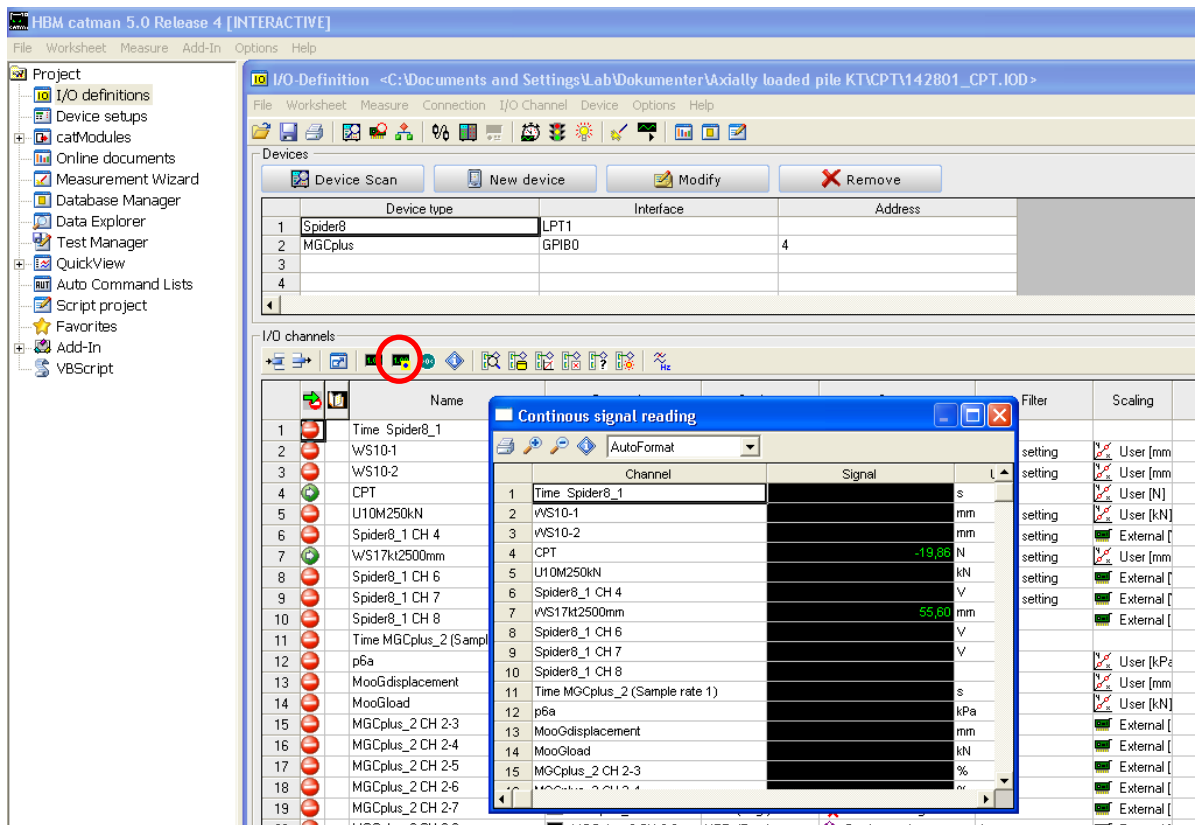 HBM catman 5.0 Release 4 [INTERACTIVE]
File Worksheet Measure Add-In Options Help
Project
I/O definitions
Device setups
catModules
Online documents
Measurement Wizard
Database Manager
Data Explorer
Test Manager
QuickView
Auto Command Lists
Script project
Favorites
Add-In
VBScript
I/O-Definition <C:\Documents and Settings\Lab\Dokumenter\Axially loaded pile KT\CPT\142801_CPT.IOD>
File Worksheet Measure Connection I/O Channel Device Options Help
Devices
Device Scan New device Modify Remove
Device type Interface Address
1 Spider8 LPT1
2 MGCplus GPIB0 4
3
4
I/O channels
Name Filter Scaling
1 Time Spider8_1
2 WS10-1 setting User [mm
3 WS10-2 setting User [mm
4 CPT User [N]
5 U10M250kN setting User [kN]
6 Spider8_1 CH 4 setting External [
7 WS17kt2500mm setting User [mm
8 Spider8_1 CH 6 setting External [
9 Spider8_1 CH 7 setting External [
10 Spider8_1 CH 8 External [
11 Time MGCplus_2 (Sampl
12 p6a User [kPa
13 MooGdisplacement User [mm
14 MooGload User [kN]
15 MGCplus_2 CH 2-3 External [
16 MGCplus_2 CH 2-4 External [
17 MGCplus_2 CH 2-5 External [
18 MGCplus_2 CH 2-6 External [
19 MGCplus_2 CH 2-7 External [
Continous signal reading
AutoFormat
Channel Signal
1 Time Spider8_1 s
2 WS10-1 mm
3 WS10-2 mm
4 CPT -19,86 N
5 U10M250kN kN
6 Spider8_1 CH 4 V
7 WS17kt2500mm 55,60 mm
8 Spider8_1 CH 6 V
9 Spider8_1 CH 7 V
10 Spider8_1 CH 8
11 Time MGCplus_2 (Sample rate 1) s
12 p6a kPa
13 MooGdisplacement mm
14 MooGload kN
15 MGCplus_2 CH 2-3 %